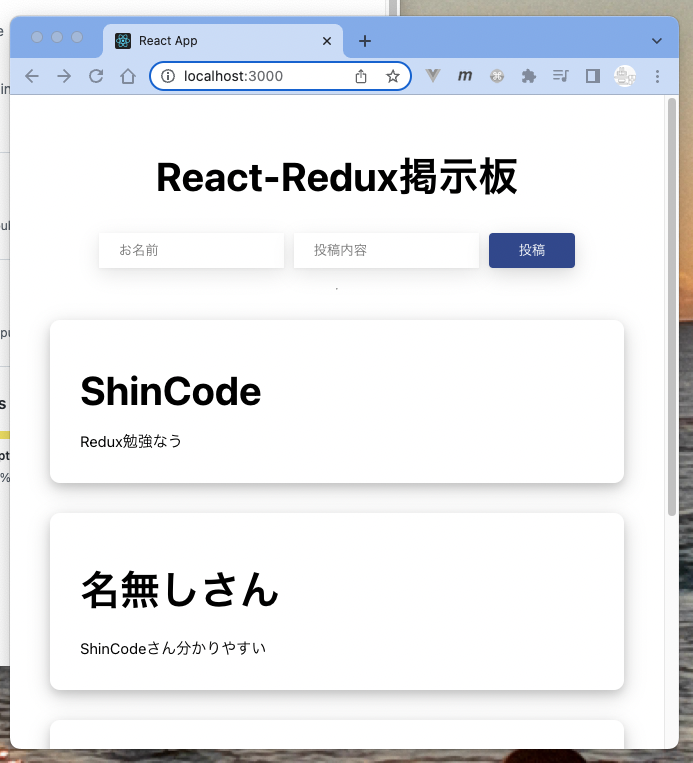 React App
localhost:3000
m
React-Redux掲示板
お名前
投稿内容
投稿
ShinCode
Redux勉強なう
名無しさん
ShinCodeさん分かりやすい